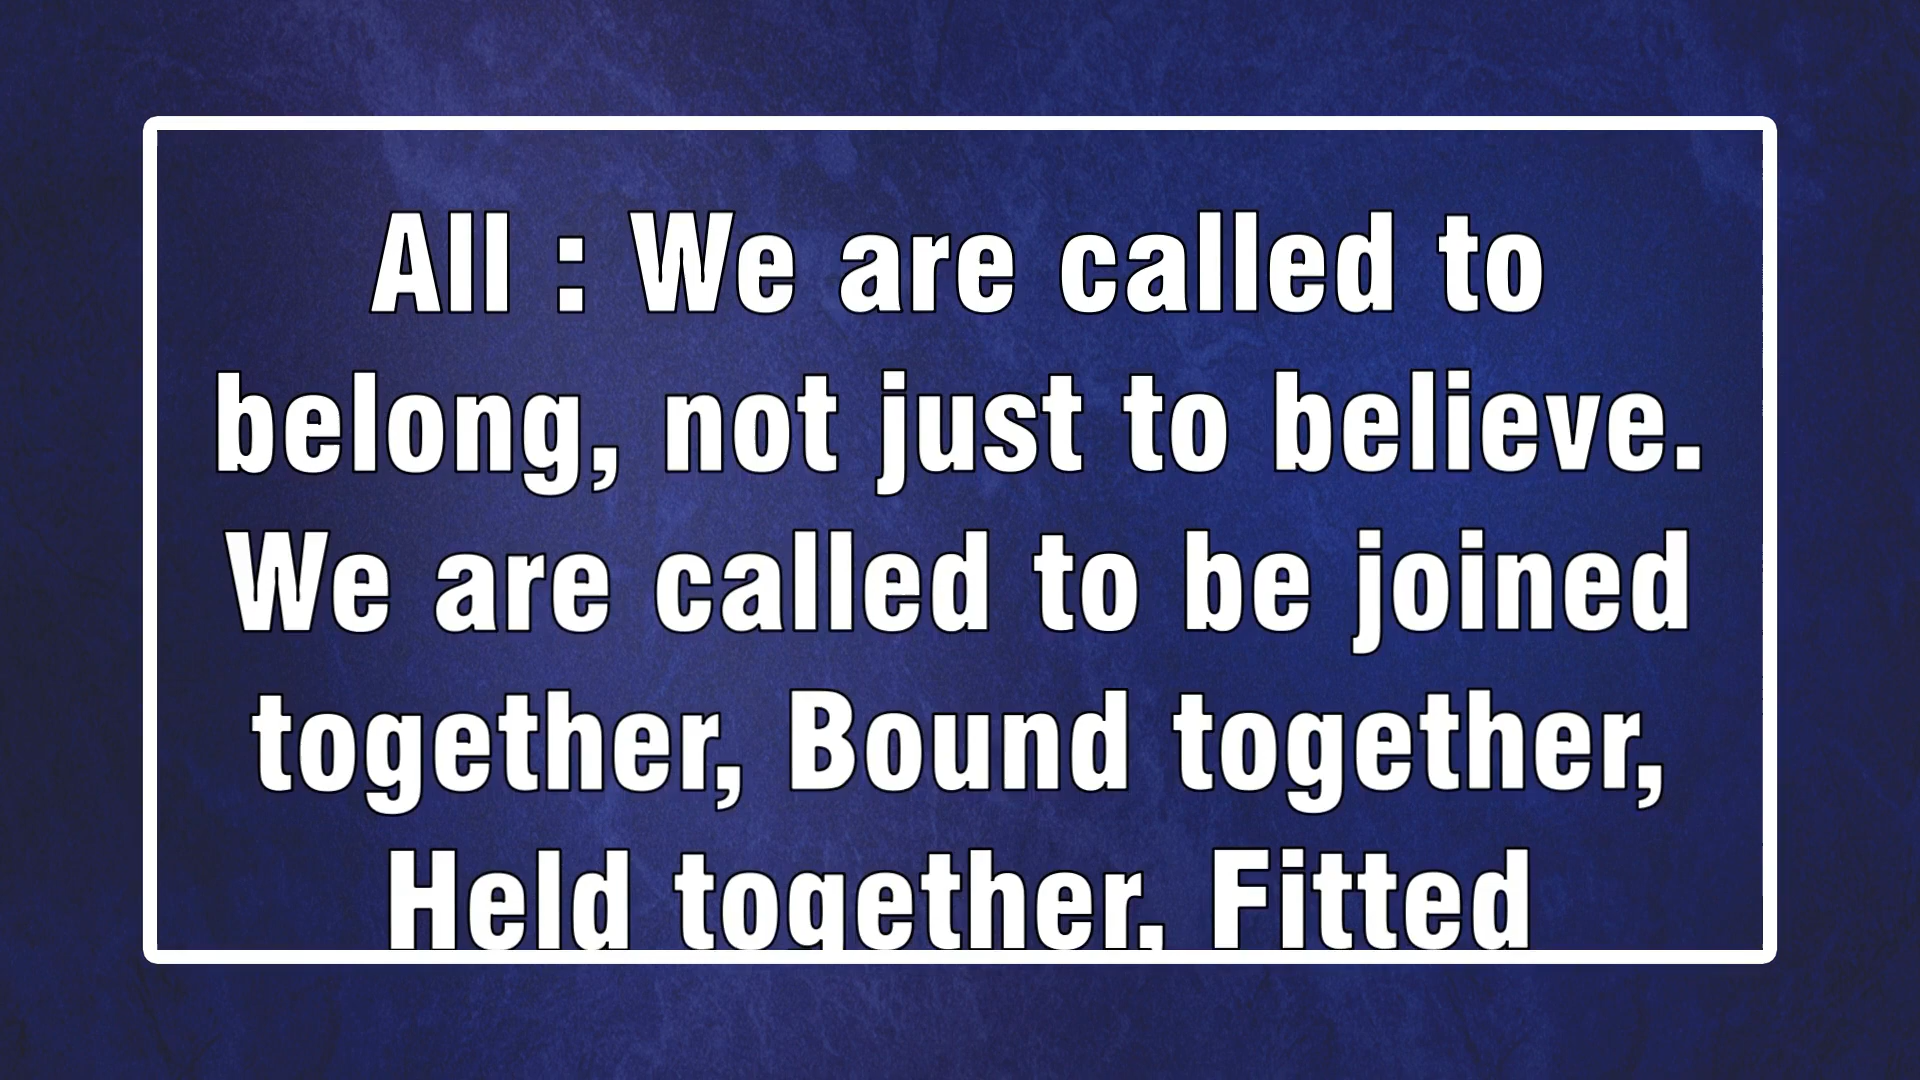 All : We are called to
belong, not just to believe.
We are called to be joined
together, Bound together,
Held together, Fitted